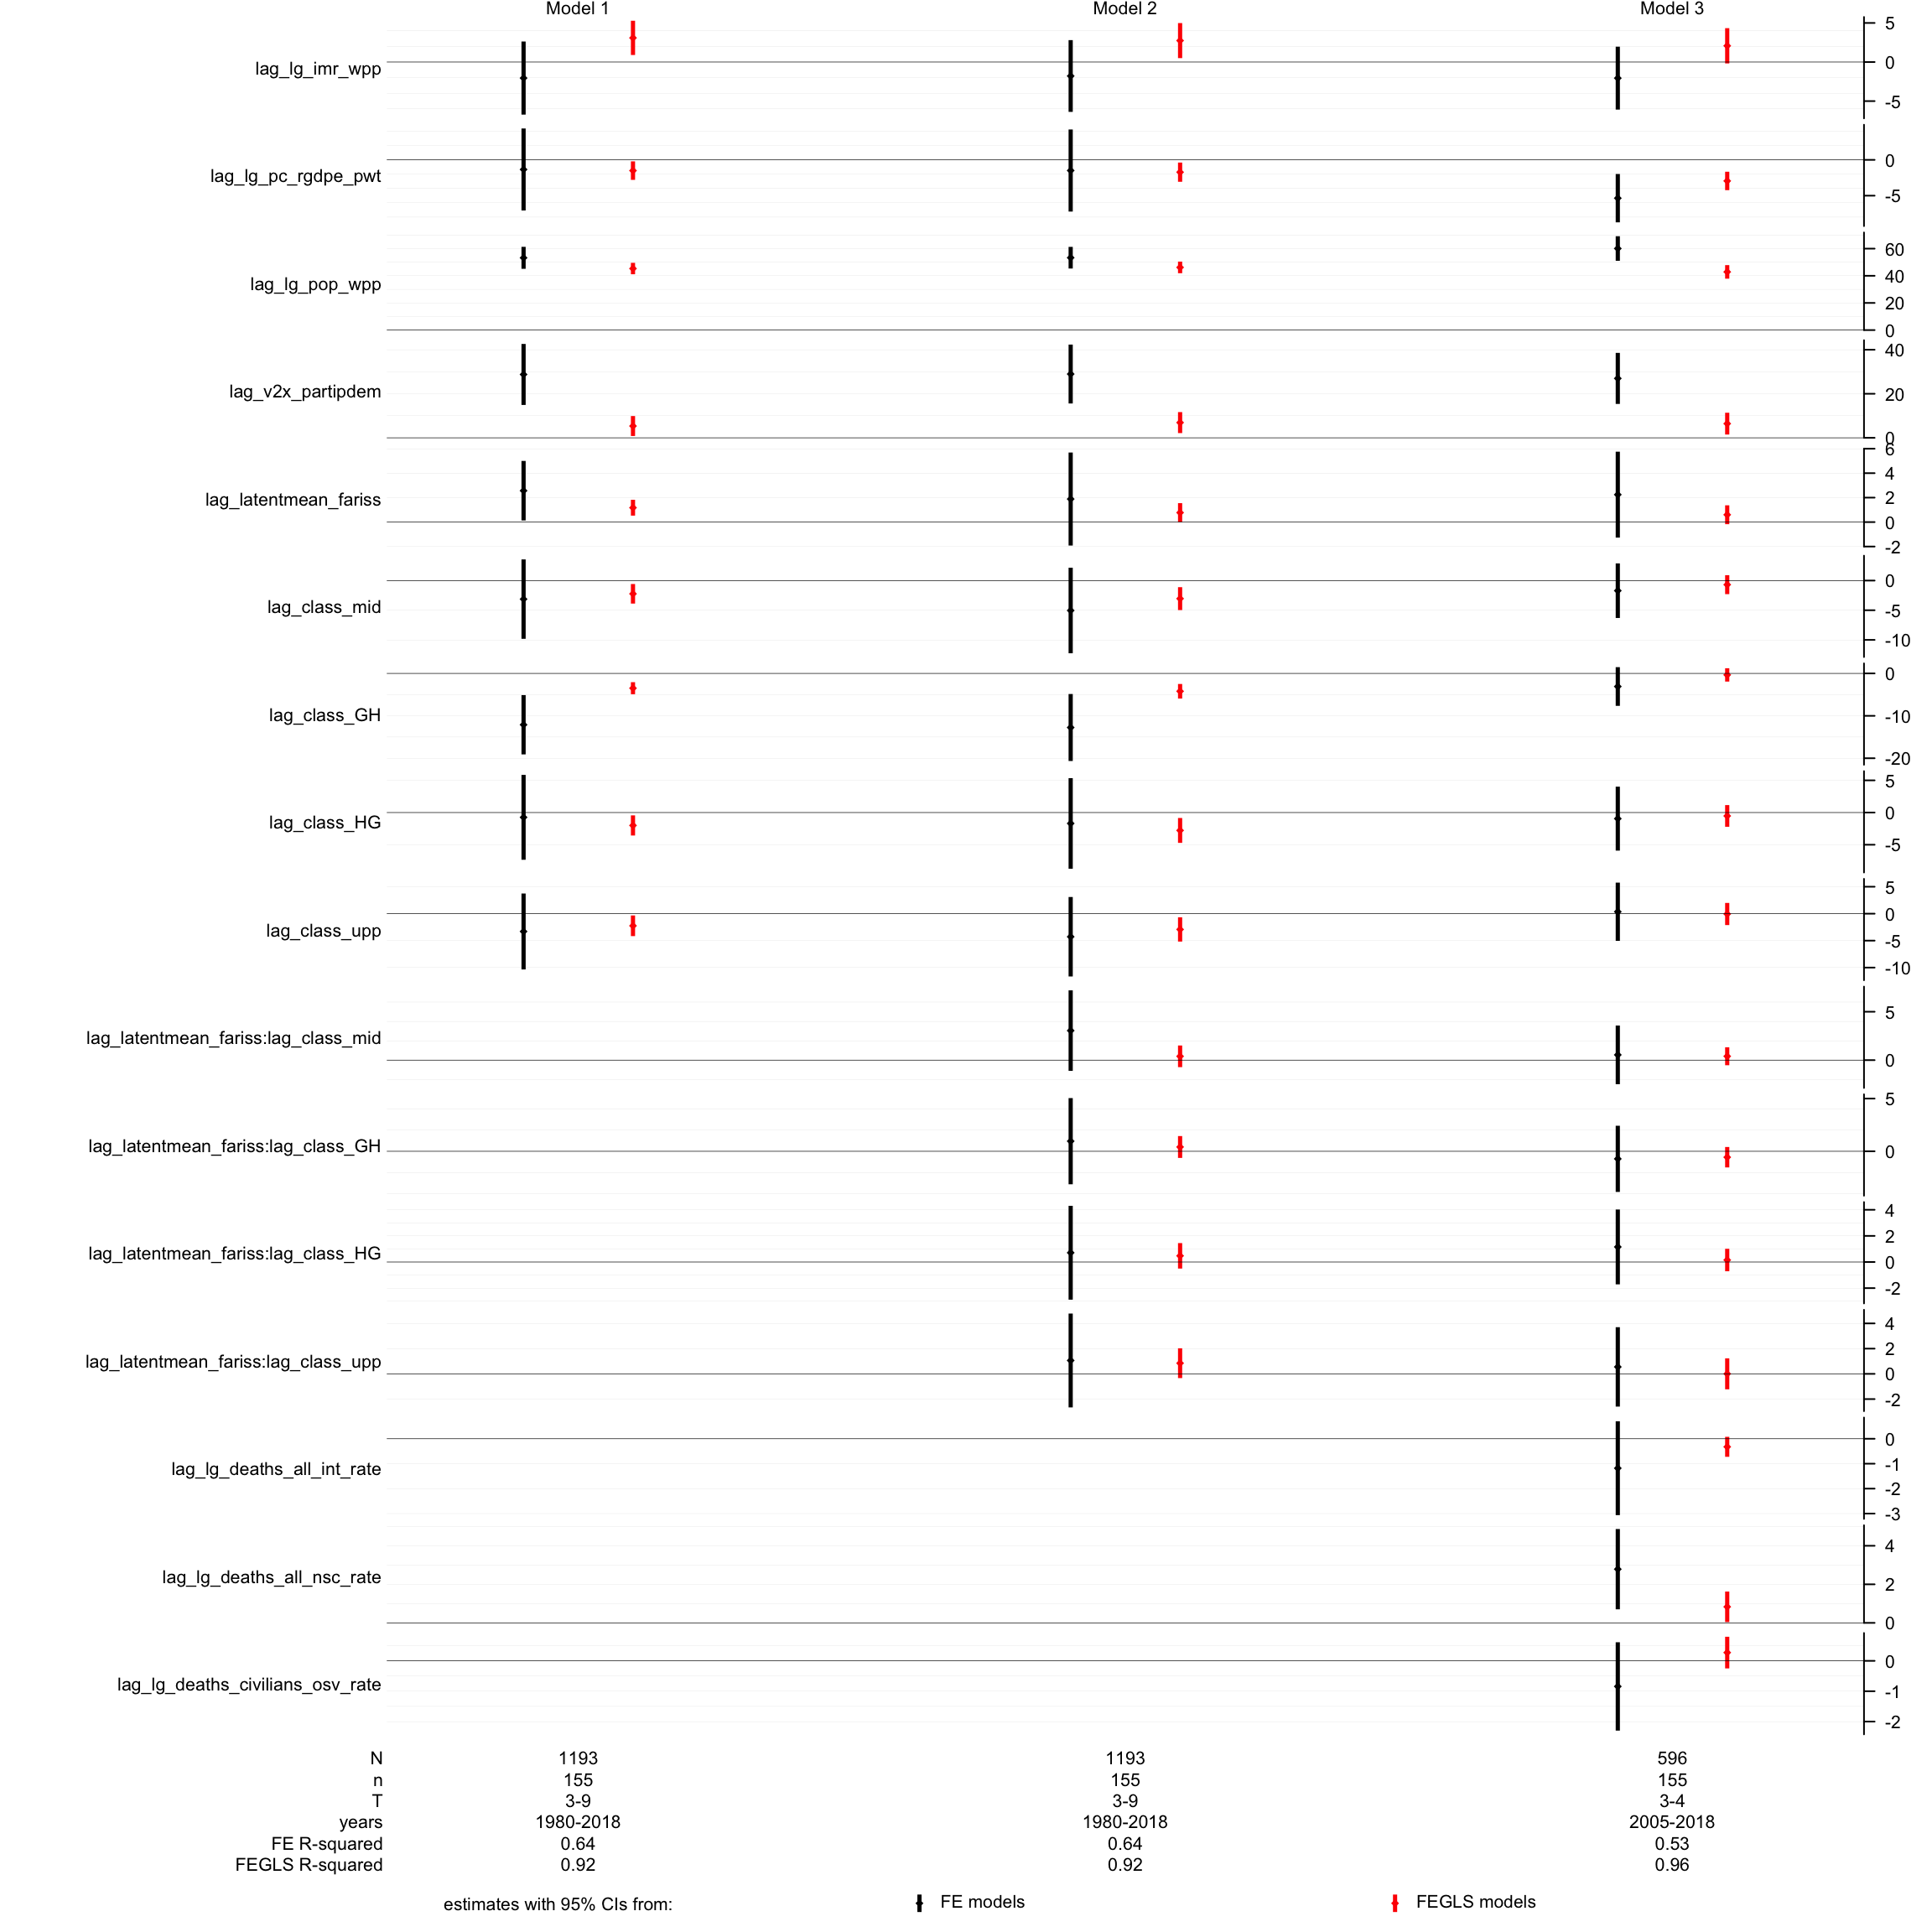 Model 1 Model 2 Model 3
lag_lg_imr_wpp 5 0 -5
lag_lg_pc_rgdpe_pwt 0 -5
lag_lg_pop_wpp 60 40 20 0
lag_v2x_partipdem 40 20 0
lag_latentmean_fariss 6 4 2 0 -2
lag_class_mid 0 -5 -10
lag_class_GH 0 -10 -20
lag_class_HG 5 0 -5
lag_class_upp 5 0 -5 -10
lag_latentmean_fariss:lag_class_mid 5 0
lag_latentmean_fariss:lag_class_GH 5 0
lag_latentmean_fariss:lag_class_HG 4 2 0 -2
lag_latentmean_fariss:lag_class_upp 4 2 0 -2
lag_lg_deaths_all_int_rate 0 -1 -2 -3
lag_lg_deaths_all_nsc_rate 4 2 0
lag_lg_deaths_civilians_osv_rate 0 -1 -2
N 1193 1193 596
n 155 155 155
T 3-9 3-9 3-4
years 1980-2018 1980-2018 2005-2018
FE R-squared 0.64 0.64 0.53
FEGLS R-squared 0.92 0.92 0.96
estimates with 95% CIs from: FE models FEGLS models